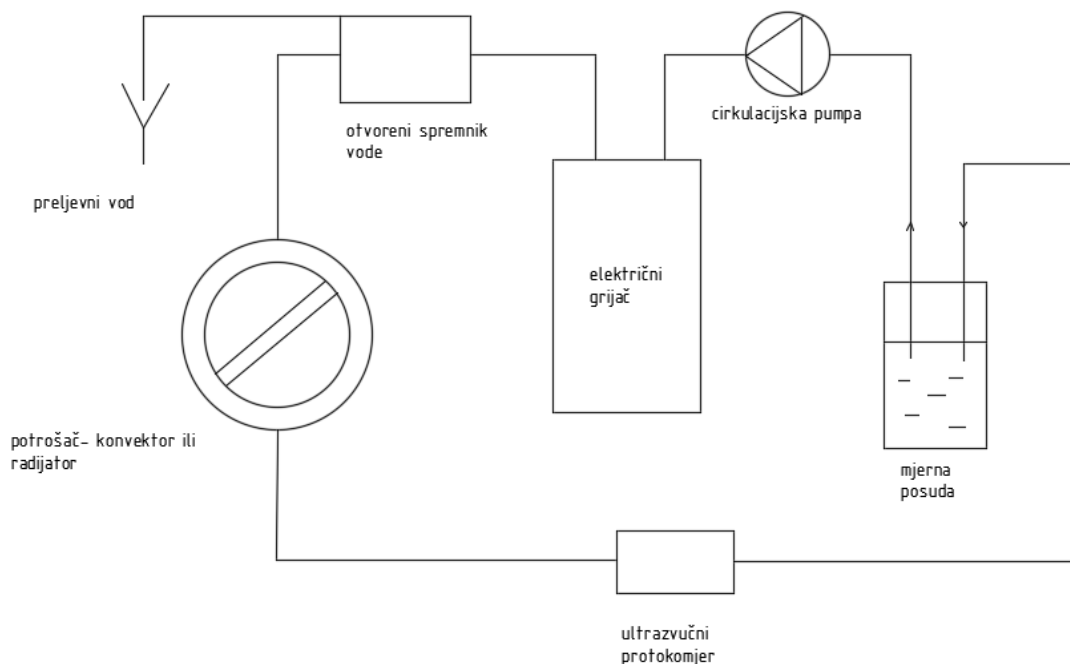 cirkulacijska pumpa
otvoreni spremnik
vode
preljevni vod
električni
grijač
potrošač- konvektor ili
radijator
mjerna
posuda
ultrazvučni
protokomjer